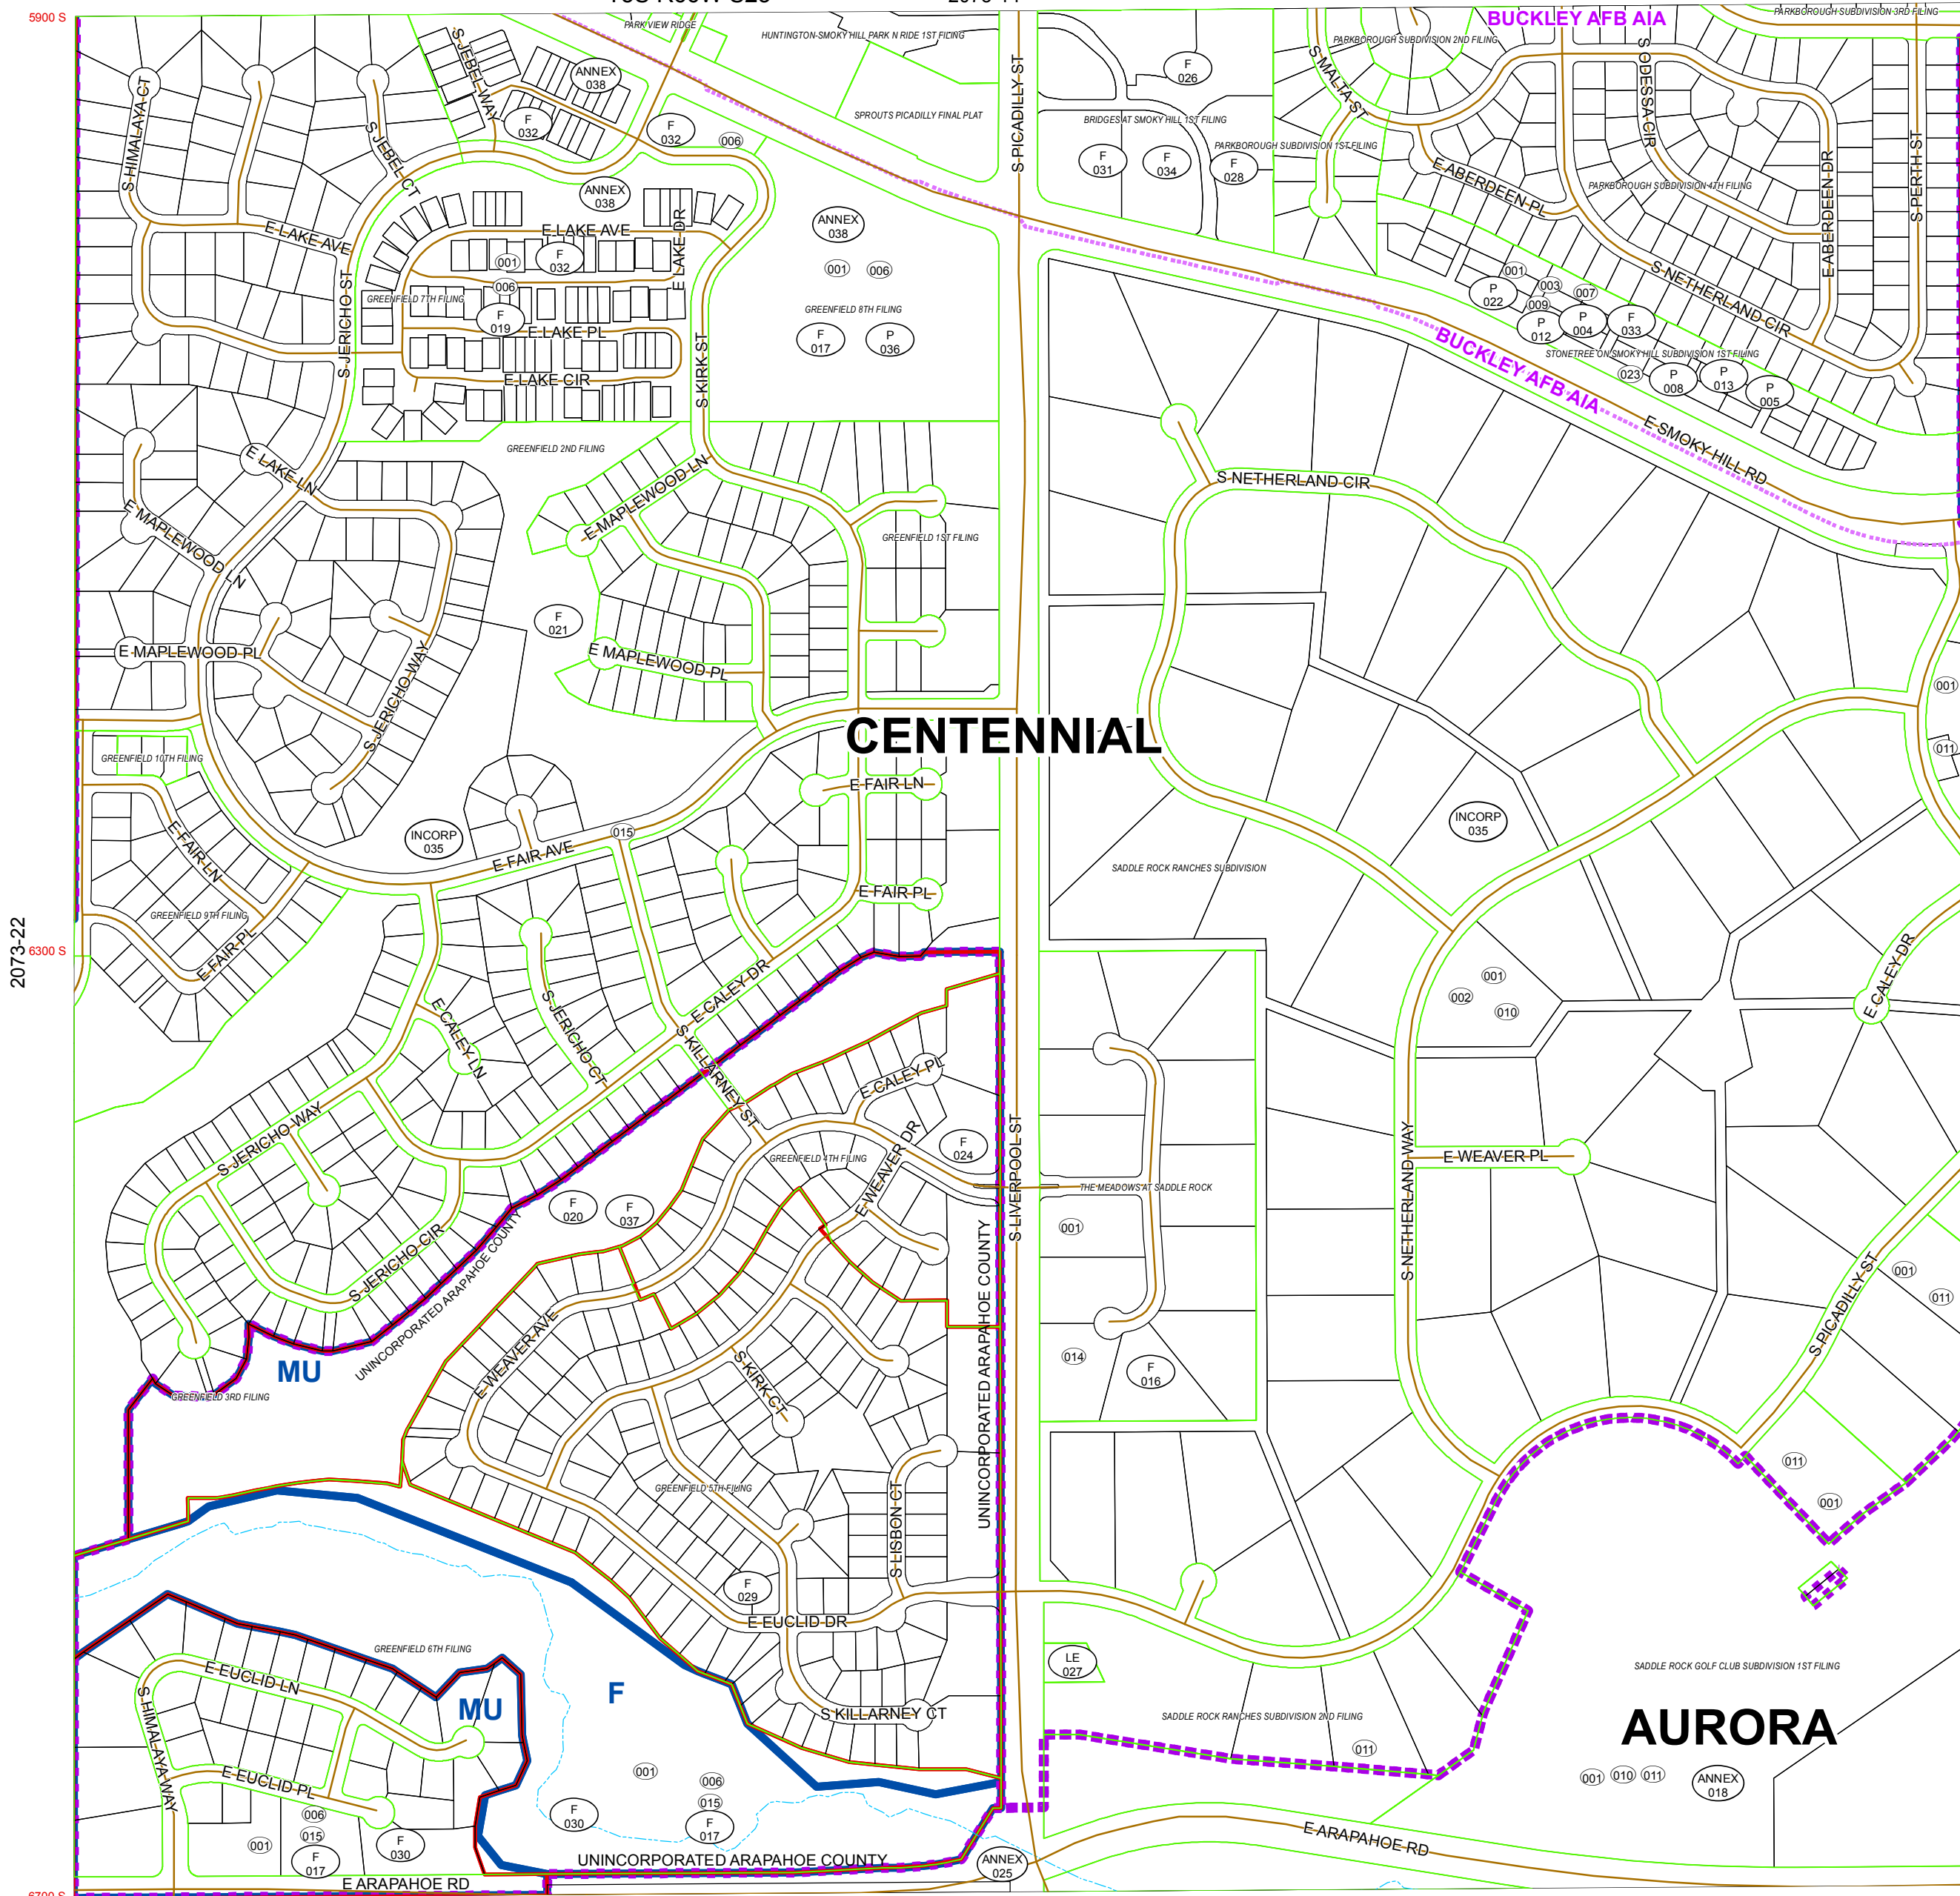 5900 S
PARK VIEW RIDGE
HUNTINGTON-SMOKY HILL PARK N RIDE 1ST FILING
BUCKLEY AFB AIA
PARKBOROUGH SUBDIVISION 3RD FILING
PARKBOROUGH SUBDIVISION 2ND FILING
S JEBEL WAY
ANNEX
038
S PICADILLY ST
F
026
S MALTA ST
S ODESSA CIR
S HIMALAYA CT
S JEBEL CT
F
032
F
032
006
SPROUTS PICADILLY FINAL PLAT
BRIDGES AT SMOKY HILL 1ST FILING
PARKBOROUGH SUBDIVISION 1ST FILING
F
031
F
034
F
028
E ABERDEEN PL
PARKBOROUGH SUBDIVISION 4TH FILING
E ABERDEEN DR
S PERTH ST
ANNEX
038
E LAKE AVE
E LAKE AVE
E LAKE DR
ANNEX
038
001
F
032
001
006
S JERICHO ST
006
GREENFIELD 7TH FILING
F
019
E LAKE PL
E LAKE CIR
S KIRK ST
GREENFIELD 8TH FILING
F
017
P
036
S NETHERLAND CIR
001
003
007
009
P
022
P
012
P
004
F
033
BUCKLEY AFB AIA
STONETREE ON SMOKY HILL SUBDIVISION 1ST FILING
023
P
008
P
013
P
005
E SMOKY HILL RD
GREENFIELD 2ND FILING
E LAKE LN
E MAPLEWOOD LN
S NETHERLAND CIR
E MAPLEWOOD LN
GREENFIELD 1ST FILING
F
021
E MAPLEWOOD PL
E MAPLEWOOD PL
S JERICHO WAY
001
CENTENNIAL
011
GREENFIELD 10TH FILING
E FAIR LN
INCORP
035
015
E FAIR AVE
INCORP
035
E FAIR LN
SADDLE ROCK RANCHES SUBDIVISION
E FAIR PL
GREENFIELD 9TH FILING
E FAIR PL
2073-22
6300 S
E CALEY DR
E CALEY DR
001
002
010
E CALEY LN
S JERICHO CT
S KILLARNEY ST
E CALEY PL
S JERICHO WAY
GREENFIELD 4TH FILING
E WEAVER DR
F
024
S LIVERPOOL ST
THE MEADOWS AT SADDLE ROCK
S NETHERLAND WAY
E WEAVER PL
F
020
F
037
001
S JERICHO CIR
UNINCORPORATED ARAPAHOE COUNTY
UNINCORPORATED ARAPAHOE COUNTY
S PICADILLY ST
001
011
MU
GREENFIELD 3RD FILING
E WEAVER AVE
S KIRK CT
014
F
016
011
001
GREENFIELD 5TH FILING
S LISBON CT
F
029
E EUCLID DR
GREENFIELD 6TH FILING
E EUCLID LN
MU
F
S KILLARNEY CT
LE
027
SADDLE ROCK GOLF CLUB SUBDIVISION 1ST FILING
SADDLE ROCK RANCHES SUBDIVISION 2ND FILING
AURORA
011
001
010
011
ANNEX
018
S HIMALAYA WAY
E EUCLID PL
001
006
015
F
017
F
030
F
030
001
006
015
F
017
UNINCORPORATED ARAPAHOE COUNTY
ANNEX
025
E ARAPAHOE RD
E ARAPAHOE RD